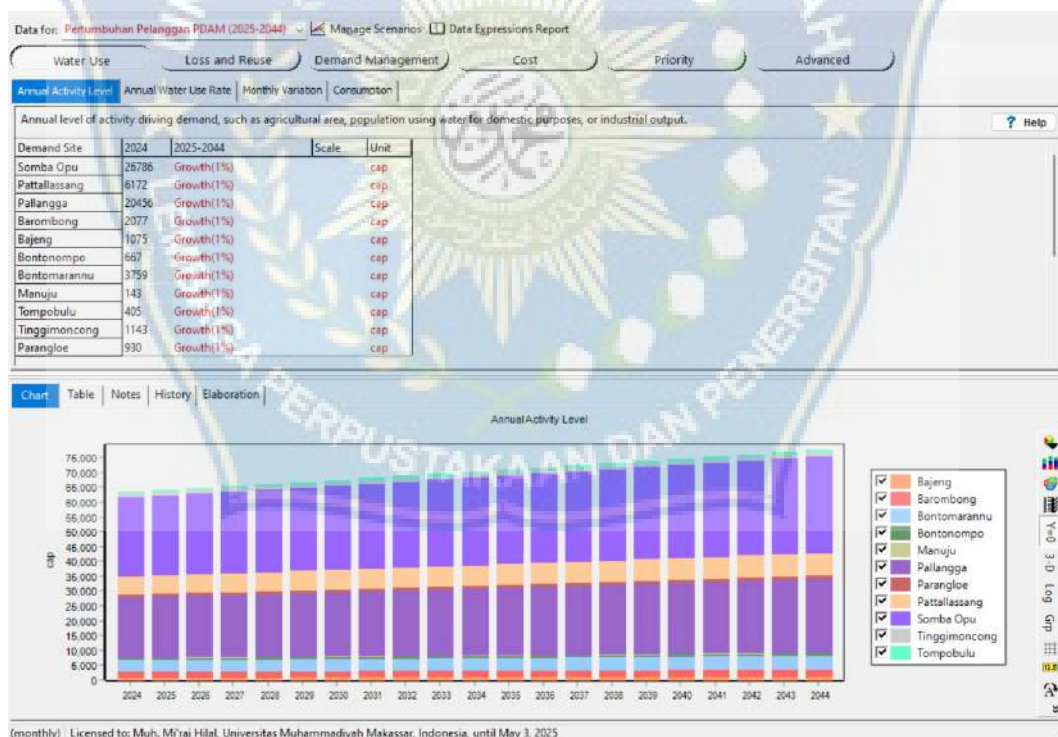 Data for: Pertumbuhan Pelanggan PDAM (2025-2044) Manage Scenarios Data Expressions Report
Water Use Loss and Reuse Demand Management Cost Priority Advanced
Annual Activity Level Annual Water Use Rate Monthly Variation Consumption
Annual level of activity driving demand, such as agricultural area, population using water for domestic purposes, or industrial output.
? Help
Demand Site 2024 2025-2044 Scale Unit
Somba Opu 26786 Growth(1%) cap
Pattallassang 6172 Growth(1%) cap
Pallangga 20456 Growth(1%) cap
Barombong 2077 Growth(1%) cap
Bajeng 1075 Growth(1%) cap
Bontonompo 667 Growth(1%) cap
Bontomarannu 3759 Growth(1%) cap
Manuju 143 Growth(1%) cap
Tompobulu 405 Growth(1%) cap
Tinggimoncong 1143 Growth(1%) cap
Parangloe 930 Growth(1%) cap
LEMBAGA PERPUSTAKAAN DAN PENERBITAN
Chart Table Notes History Elaboration
Annual Activity Level
75.000
70.000
65.000
60.000
55.000
50.000
45.000
40.000
35.000
30.000
25.000
20.000
15.000
10.000
5.000
0
cap
2024 2025 2026 2027 2028 2029 2030 2031 2032 2033 2034 2035 2036 2037 2038 2039 2040 2041 2042 2043 2044
Bajeng
Barombong
Bontomarannu
Bontonompo
Manuju
Pallangga
Parangloe
Pattallassang
Somba Opu
Tinggimoncong
Tompobulu
Y=0
3-D
Log
Grp
(monthly) Licensed to: Muh. Mi'raj Hilal, Universitas Muhammadiyah Makassar, Indonesia, until May 3, 2025